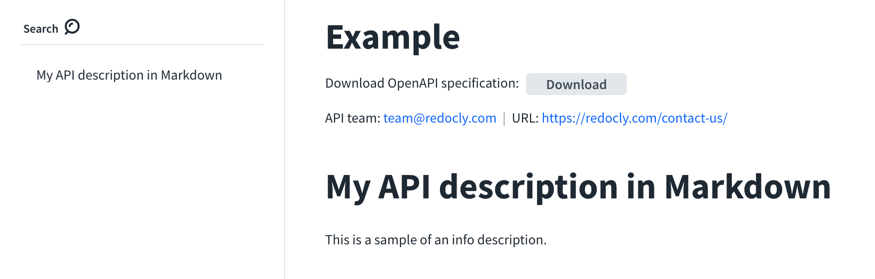 Search
My API description in Markdown
Example
Download OpenAPI specification: Download
API team: team@redocly.com | URL: https://redocly.com/contact-us/
My API description in Markdown
This is a sample of an info description.